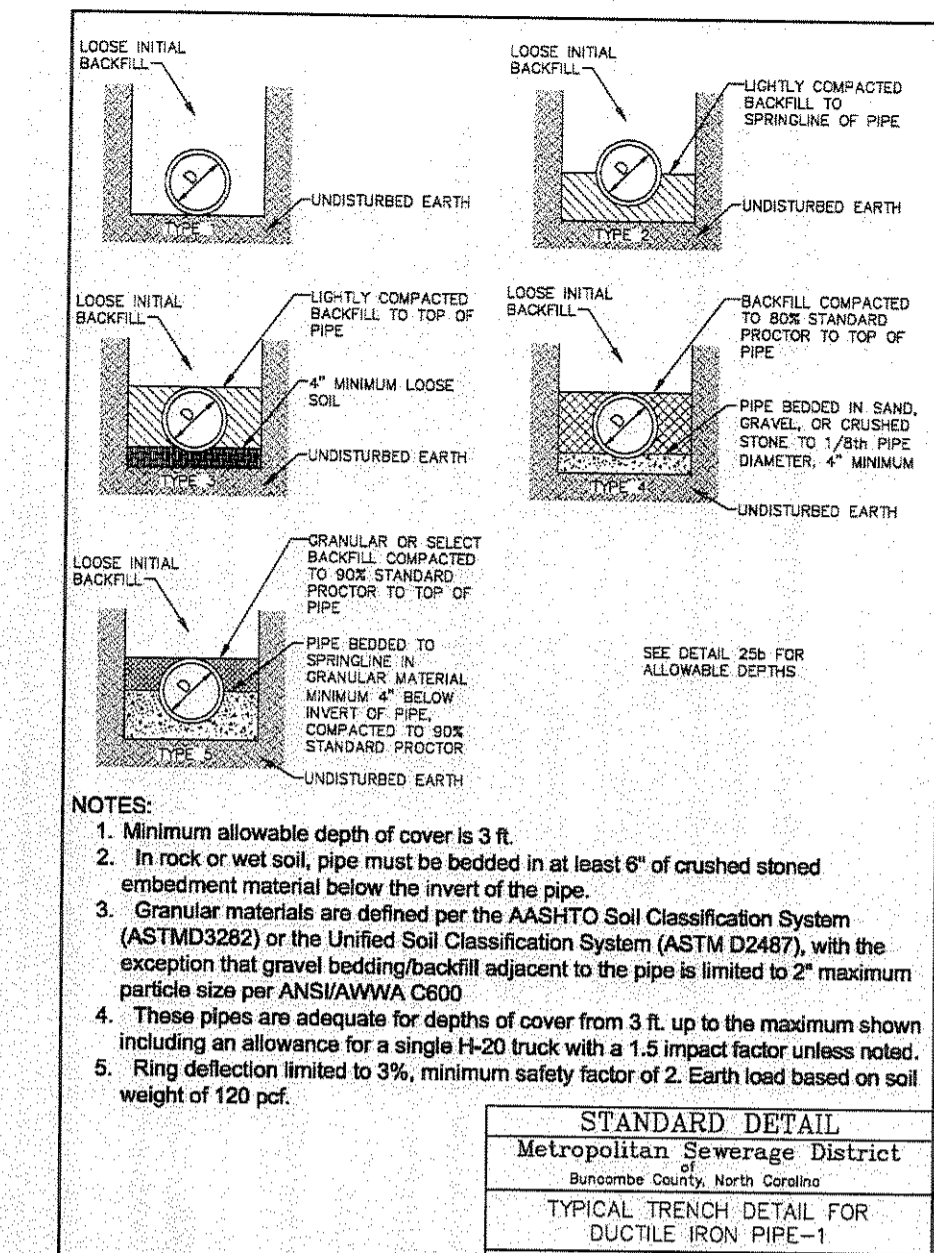 LOOSE INITIAL
BACKFILL
D
UNDISTURBED EARTH
TYPE 1
LOOSE INITIAL
BACKFILL
LIGHTLY COMPACTED
BACKFILL TO
SPRINGLINE OF PIPE
D
UNDISTURBED EARTH
TYPE 2
LOOSE INITIAL
BACKFILL
LIGHTLY COMPACTED
BACKFILL TO TOP OF
PIPE
D
4" MINIMUM LOOSE
SOIL
UNDISTURBED EARTH
TYPE 3
LOOSE INITIAL
BACKFILL
BACKFILL COMPACTED
TO 80% STANDARD
PROCTOR TO TOP OF
PIPE
D
PIPE BEDDED IN SAND,
GRAVEL, OR CRUSHED
STONE TO 1/8th PIPE
DIAMETER, 4" MINIMUM
TYPE 4
UNDISTURBED EARTH
LOOSE INITIAL
BACKFILL
GRANULAR OR SELECT
BACKFILL COMPACTED
TO 90% STANDARD
PROCTOR TO TOP OF
PIPE
D
PIPE BEDDED TO
SPRINGLINE IN
GRANULAR MATERIAL
MINIMUM 4" BELOW
INVERT OF PIPE,
COMPACTED TO 90%
STANDARD PROCTOR
TYPE 5
UNDISTURBED EARTH
SEE DETAIL 25b FOR
ALLOWABLE DEPTHS
NOTES:
1. Minimum allowable depth of cover is 3 ft.
2. In rock or wet soil, pipe must be bedded in at least 6" of crushed stoned
embedment material below the invert of the pipe.
3. Granular materials are defined per the AASHTO Soil Classification System
(ASTMD3282) or the Unified Soil Classification System (ASTM D2487), with the
exception that gravel bedding/backfill adjacent to the pipe is limited to 2" maximum
particle size per ANSI/AWWA C600
4. These pipes are adequate for depths of cover from 3 ft. up to the maximum shown
including an allowance for a single H-20 truck with a 1.5 impact factor unless noted.
5. Ring deflection limited to 3%, minimum safety factor of 2. Earth load based on soil
weight of 120 pcf.
STANDARD DETAIL
Metropolitan Sewerage District
of
Buncombe County, North Carolina
TYPICAL TRENCH DETAIL FOR
DUCTILE IRON PIPE-1